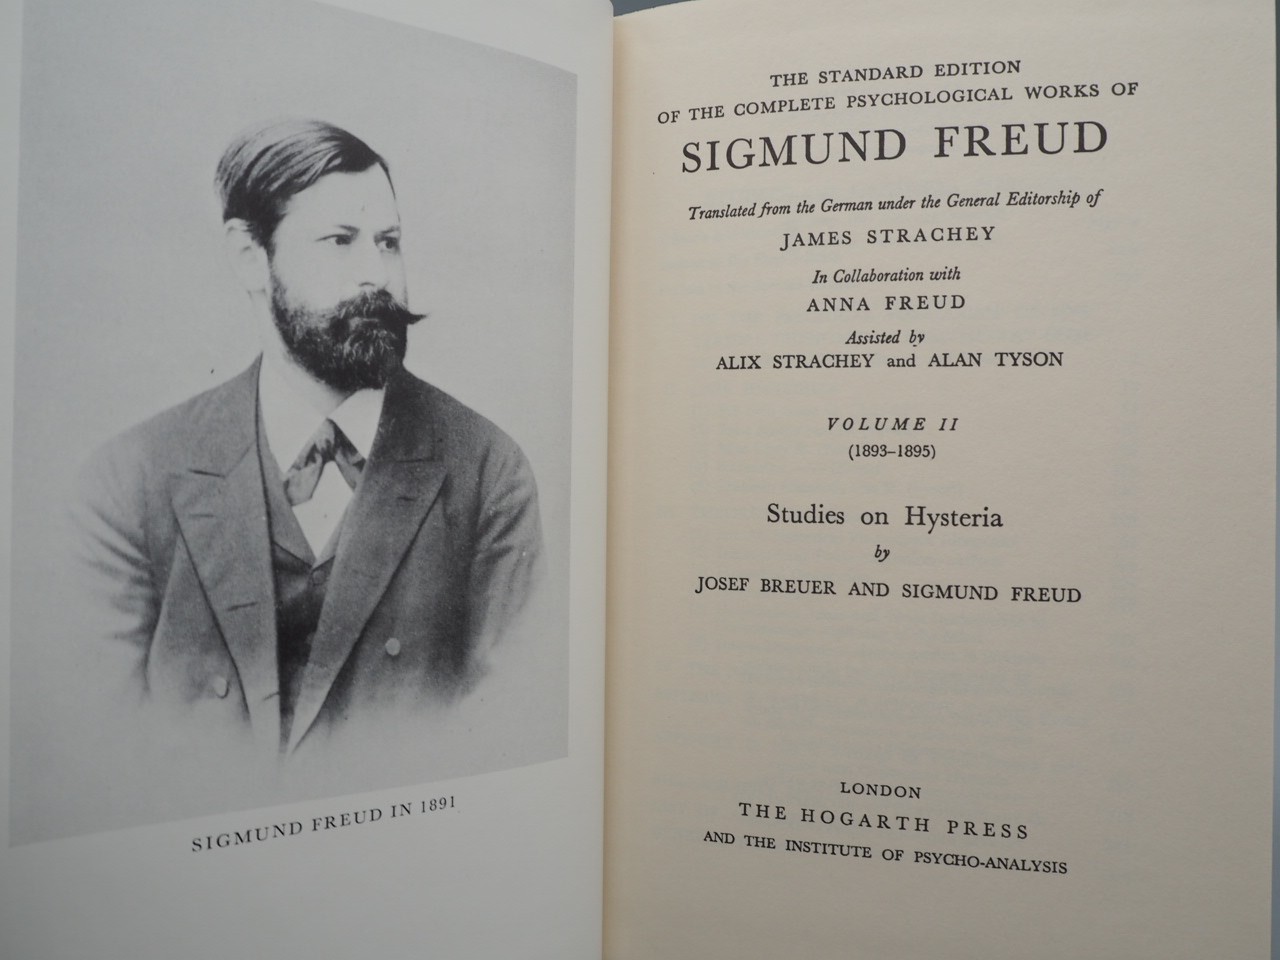 SIGMUND FREUD IN 1891
THE STANDARD EDITION
OF THE COMPLETE PSYCHOLOGICAL WORKS OF
SIGMUND FREUD
Translated from the German under the General Editorship of
JAMES STRACHEY
In Collaboration with
ANNA FREUD
Assisted by
ALIX STRACHEY and ALAN TYSON
VOLUME II
(1893–1895)
Studies on Hysteria
by
JOSEF BREUER AND SIGMUND FREUD
LONDON
THE HOGARTH PRESS
AND THE INSTITUTE OF PSYCHO-ANALYSIS